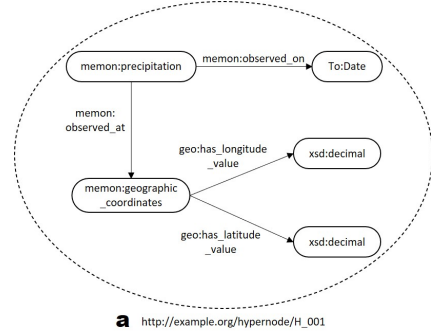 memon:precipitation
memon:observed_on
To:Date
memon:
observed_at
geo:has_longitude
_value
xsd:decimal
memon:geographic
_coordinates
geo:has_latitude
_value
xsd:decimal
a http://example.org/hypernode/H_001